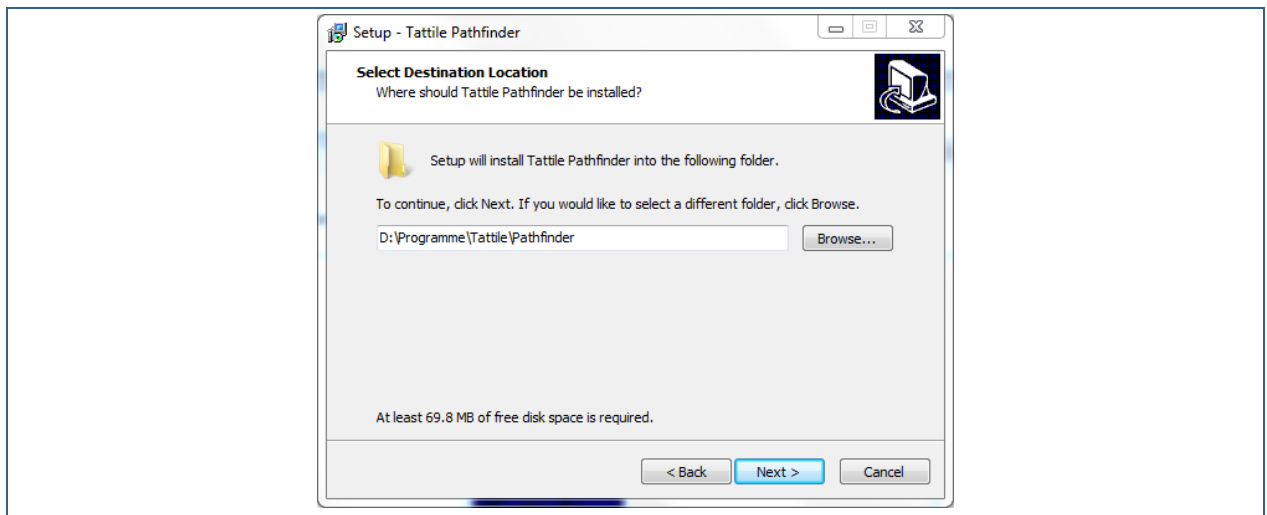 Setup - Tattile Pathfinder
Select Destination Location
Where should Tattile Pathfinder be installed?
Setup will install Tattile Pathfinder into the following folder.
To continue, click Next. If you would like to select a different folder, click Browse.
D:\Programme\Tattile\Pathfinder
Browse...
At least 69.8 MB of free disk space is required.
< Back Next > Cancel